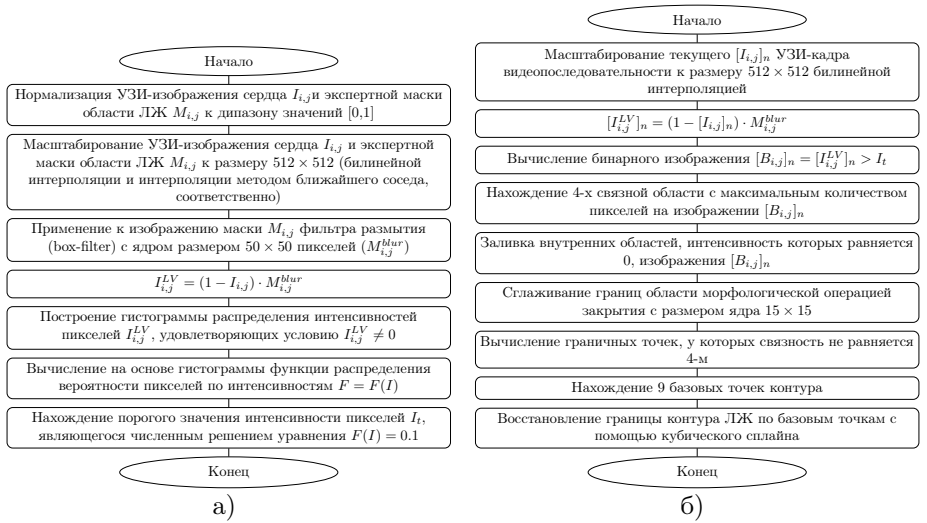 Начало
Нормализация УЗИ-изображения сердца I_{i,j}и экспертной маски
области ЛЖ M_{i,j} к дипазону значений [0,1]
Масштабирование УЗИ-изображения сердца I_{i,j} и экспертной
маски области ЛЖ M_{i,j} к размеру 512 × 512 (билинейной
интерполяции и интерполяции методом ближайшего соседа,
соответственно)
Применение к изображению маски M_{i,j} фильтра размытия
(box-filter) с ядром размером 50 × 50 пикселей (M_{i,j}^{blur})
I_{i,j}^{LV} = (1 − I_{i,j}) · M_{i,j}^{blur}
Построение гистограммы распределения интенсивностей
пикселей I_{i,j}^{LV} , удовлетворяющих условию I_{i,j}^{LV} ≠ 0
Вычисление на основе гистограммы функции распределения
вероятности пикселей по интенсивностям F = F(I)
Нахождение порогого значения интенсивности пикселей I_t,
являющегося численным решением уравнения F(I) = 0.1
Конец
а)
Начало
Масштабирование текущего [I_{i,j}]_n УЗИ-кадра
видеопоследовательности к размеру 512 × 512 билинейной
интерполяцией
[I_{i,j}^{LV}]_n = (1 − [I_{i,j}]_n) · M_{i,j}^{blur}
Вычисление бинарного изображения [B_{i,j}]_n = [I_{i,j}^{LV}]_n > I_t
Нахождение 4-х связной области с максимальным количеством
пикселей на изображении [B_{i,j}]_n
Заливка внутренних областей, интенсивность которых равняется
0, изображения [B_{i,j}]_n
Сглаживание границ области морфологической операцией
закрытия с размером ядра 15 × 15
Вычисление граничных точек, у которых связность не равняется
4-м
Нахождение 9 базовых точек контура
Восстановление границы контура ЛЖ по базовым точкам с
помощью кубического сплайна
Конец
б)